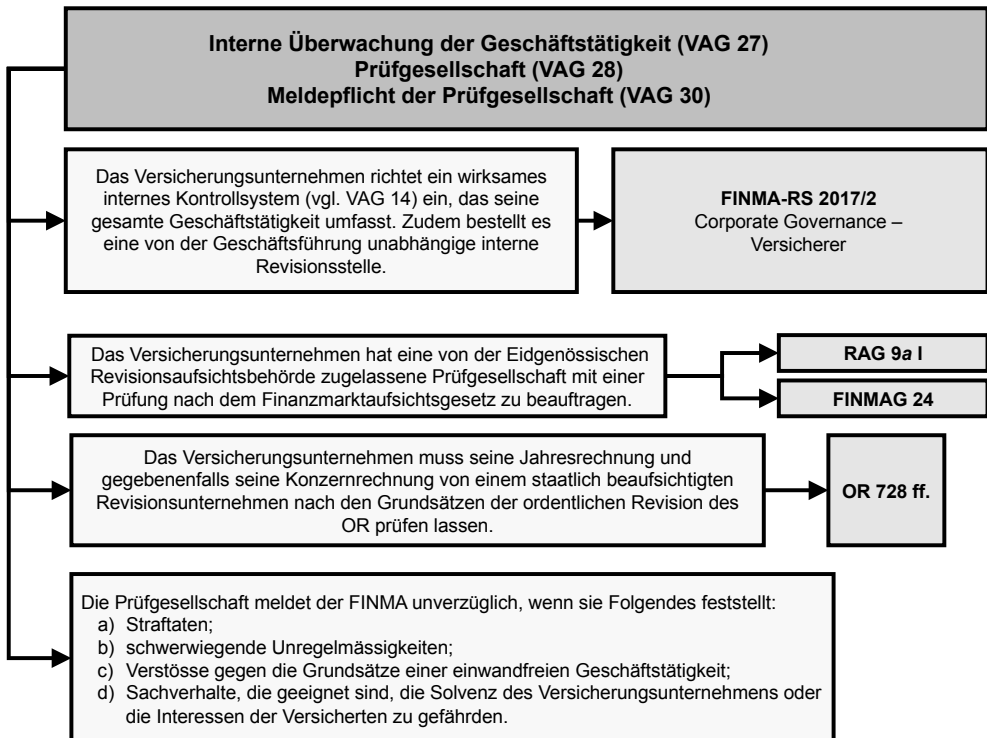 Interne Überwachung der Geschäftstätigkeit (VAG 27)
Prüfgesellschaft (VAG 28)
Meldepflicht der Prüfgesellschaft (VAG 30)
Das Versicherungsunternehmen richtet ein wirksames
internes Kontrollsystem (vgl. VAG 14) ein, das seine
gesamte Geschäftstätigkeit umfasst. Zudem bestellt es
eine von der Geschäftsführung unabhängige interne
Revisionsstelle.
FINMA-RS 2017/2
Corporate Governance –
Versicherer
Das Versicherungsunternehmen hat eine von der Eidgenössischen
Revisionsaufsichtsbehörde zugelassene Prüfgesellschaft mit einer
Prüfung nach dem Finanzmarktaufsichtsgesetz zu beauftragen.
RAG 9a I
FINMAG 24
Das Versicherungsunternehmen muss seine Jahresrechnung und
gegebenenfalls seine Konzernrechnung von einem staatlich beaufsichtigten
Revisionsunternehmen nach den Grundsätzen der ordentlichen Revision des
OR prüfen lassen.
OR 728 ff.
Die Prüfgesellschaft meldet der FINMA unverzüglich, wenn sie Folgendes feststellt:
a) Straftaten;
b) schwerwiegende Unregelmässigkeiten;
c) Verstösse gegen die Grundsätze einer einwandfreien Geschäftstätigkeit;
d) Sachverhalte, die geeignet sind, die Solvenz des Versicherungsunternehmens oder
die Interessen der Versicherten zu gefährden.